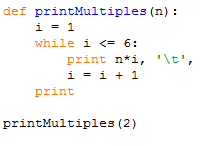 def printMultiples(n):
    i = 1
    while i <= 6:
        print n*i, '\t',
        i = i + 1
    print

printMultiples(2)